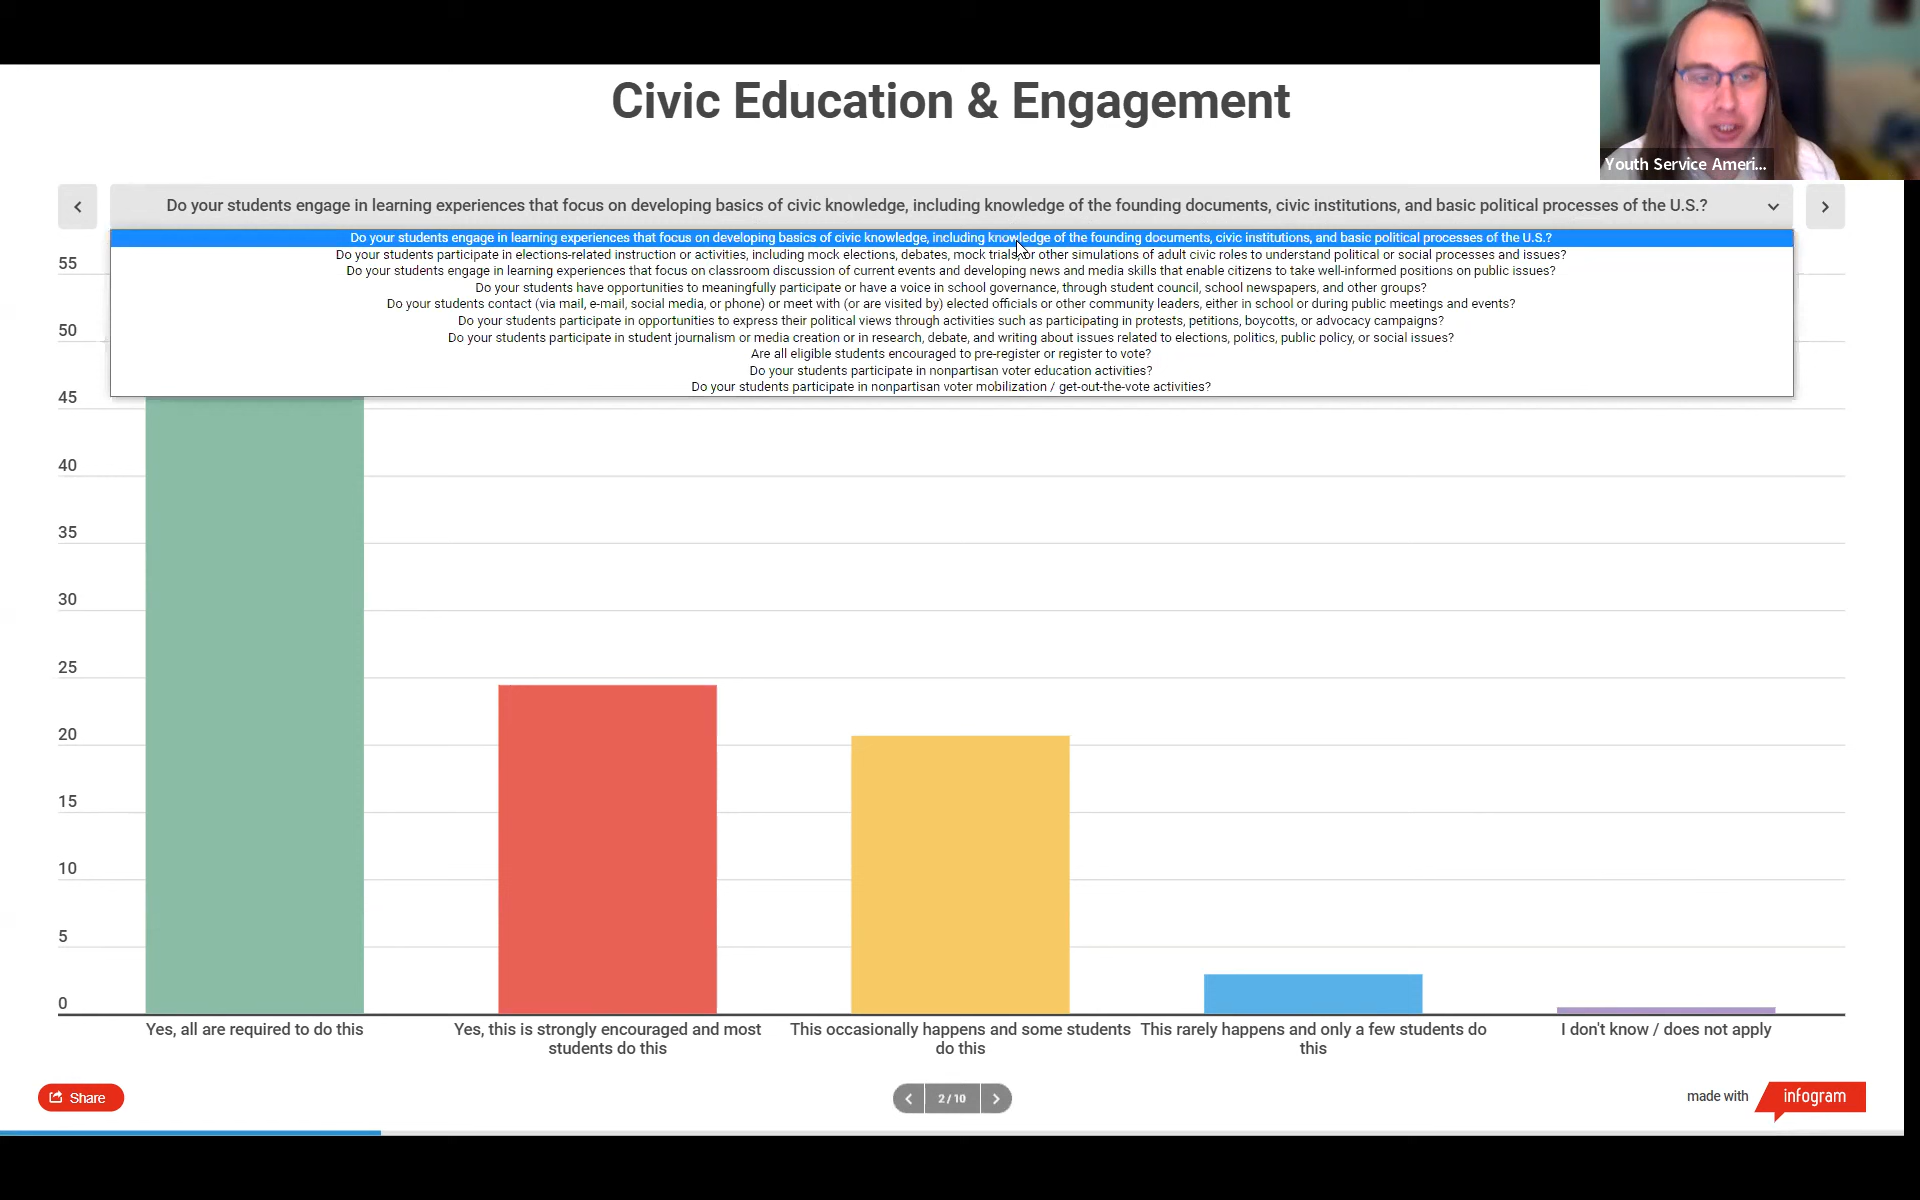 Civic Education & Engagement
Youth Service Ameri...
Do your students engage in learning experiences that focus on developing basics of civic knowledge, including knowledge of the founding documents, civic institutions, and basic political processes of the U.S.?
Do your students engage in learning experiences that focus on developing basics of civic knowledge, including knowledge of the founding documents, civic institutions, and basic political processes of the U.S.?
Do your students participate in elections-related instruction or activities, including mock elections, debates, mock trials, or other simulations of adult civic roles to understand political or social processes and issues?
Do your students engage in learning experiences that focus on classroom discussion of current events and developing news and media skills that enable citizens to take well-informed positions on public issues?
Do your students have opportunities to meaningfully participate or have a voice in school governance, through student council, school newspapers, and other groups?
Do your students contact (via mail, e-mail, social media, or phone) or meet with (or are visited by) elected officials or other community leaders, either in school or during public meetings and events?
Do your students participate in opportunities to express their political views through activities such as participating in protests, petitions, boycotts, or advocacy campaigns?
Do your students participate in student journalism or media creation or in research, debate, and writing about issues related to elections, politics, public policy, or social issues?
Are all eligible students encouraged to pre-register or register to vote?
Do your students participate in nonpartisan voter education activities?
Do your students participate in nonpartisan voter mobilization / get-out-the-vote activities?
55
50
45
40
35
30
25
20
15
10
5
0
Yes, all are required to do this
Yes, this is strongly encouraged and most
students do this
This occasionally happens and some students
do this
This rarely happens and only a few students do
this
I don't know / does not apply
Share
2 / 10
made with
infogram